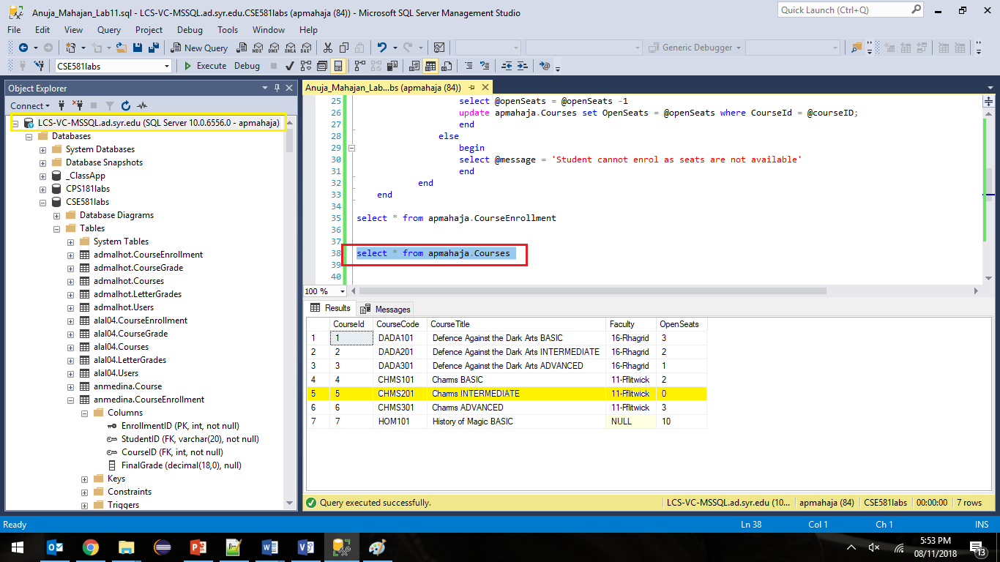 Anuja_Mahajan_Lab11.sql - LCS-VC-MSSQL.ad.syr.edu.CSE581labs (apmahaja (84)) - Microsoft SQL Server Management Studio
Quick Launch (Ctrl+Q)
File Edit View Query Project Debug Tools Window Help
New Query MDX DMX XMLA DAX Generic Debugger
CSE581labs Execute Debug
Object Explorer
Connect
LCS-VC-MSSQL.ad.syr.edu (SQL Server 10.0.6556.0 - apmahaja)
Databases
System Databases
Database Snapshots
_ClassApp
CPS181labs
CSE581labs
Database Diagrams
Tables
System Tables
admalhot.CourseEnrollment
admalhot.CourseGrade
admalhot.Courses
admalhot.LetterGrades
admalhot.Users
alal04.CourseEnrollment
alal04.CourseGrade
alal04.Courses
alal04.LetterGrades
alal04.Users
anmedina.Course
anmedina.CourseEnrollment
Columns
EnrollmentID (PK, int, not null)
StudentID (FK, varchar(20), not null)
CourseID (FK, int, not null)
FinalGrade (decimal(18,0), null)
Keys
Constraints
Triggers
Anuja_Mahajan_Lab...bs (apmahaja (84))
25 select @openSeats = @openSeats -1
26 update apmahaja.Courses set OpenSeats = @openSeats where CourseId = @courseID;
27 end
28 else
29 begin
30 select @message = 'Student cannot enrol as seats are not available'
31 end
32 end
33 end
34
35 select * from apmahaja.CourseEnrollment
36
37
38 select * from apmahaja.Courses
39
40
100 %
Results Messages
CourseId CourseCode CourseTitle Faculty OpenSeats
1 1 DADA101 Defence Against the Dark Arts BASIC 16-Rhagrid 3
2 2 DADA201 Defence Against the Dark Arts INTERMEDIATE 16-Rhagrid 2
3 3 DADA301 Defence Against the Dark Arts ADVANCED 16-Rhagrid 1
4 4 CHMS101 Charms BASIC 11-Fflitwick 2
5 5 CHMS201 Charms INTERMEDIATE 11-Fflitwick 0
6 6 CHMS301 Charms ADVANCED 11-Fflitwick 3
7 7 HOM101 History of Magic BASIC NULL 10
Query executed successfully. LCS-VC-MSSQL.ad.syr.edu (10... apmahaja (84) CSE581labs 00:00:00 7 rows
Ready Ln 38 Col 1 Ch 1 INS
5:53 PM
08/11/2018
13